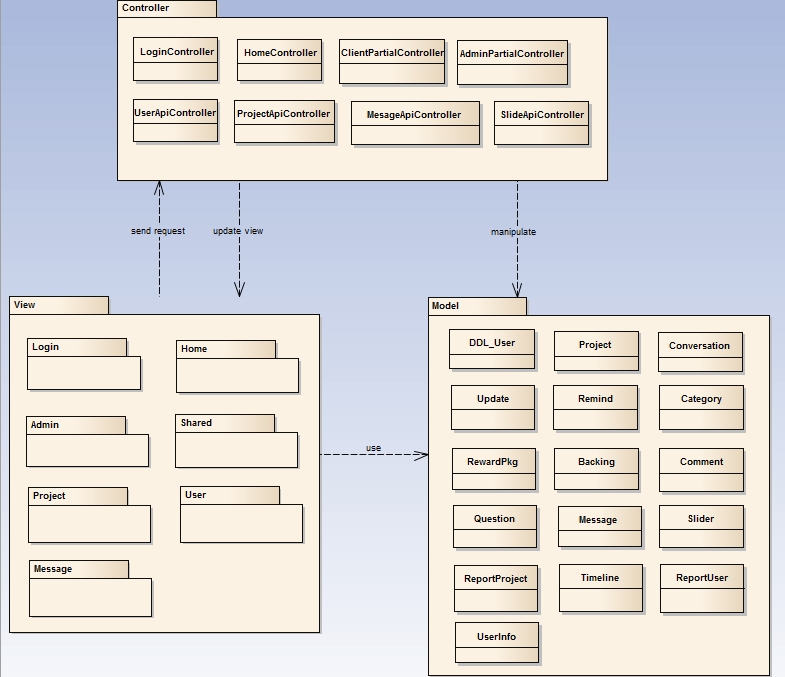 Controller
LoginController
HomeController
ClientPartialController
AdminPartialController
UserApiController
ProjectApiController
MesageApiController
SlideApiController
send request
update view
manipulate
View
Login
Home
Admin
Shared
Project
User
Message
use
Model
DDL_User
Project
Conversation
Update
Remind
Category
RewardPkg
Backing
Comment
Question
Message
Slider
ReportProject
Timeline
ReportUser
UserInfo